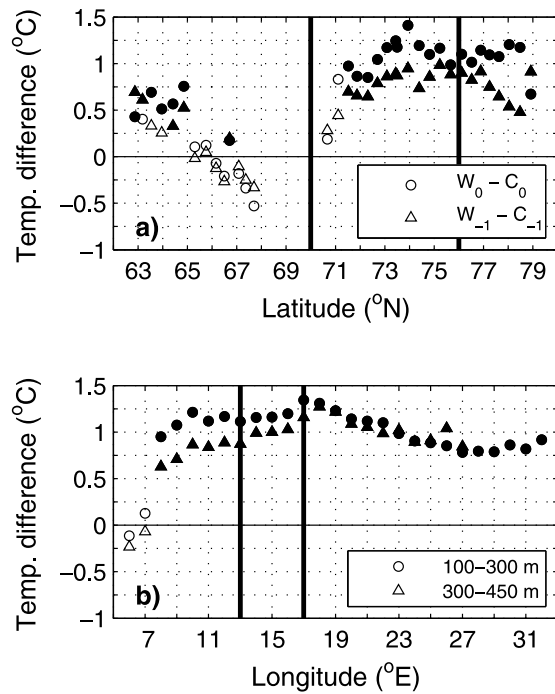 Temp. difference (°C)
1.5
1
0.5
0
−0.5
−1
a)
W₀ − C₀
W₋₁ − C₋₁
63 65 67 69 71 73 75 77 79
Latitude (°N)
Temp. difference (°C)
1.5
1
0.5
0
−0.5
−1
b)
100−300 m
300−450 m
7 11 15 19 23 27 31
Longitude (°E)